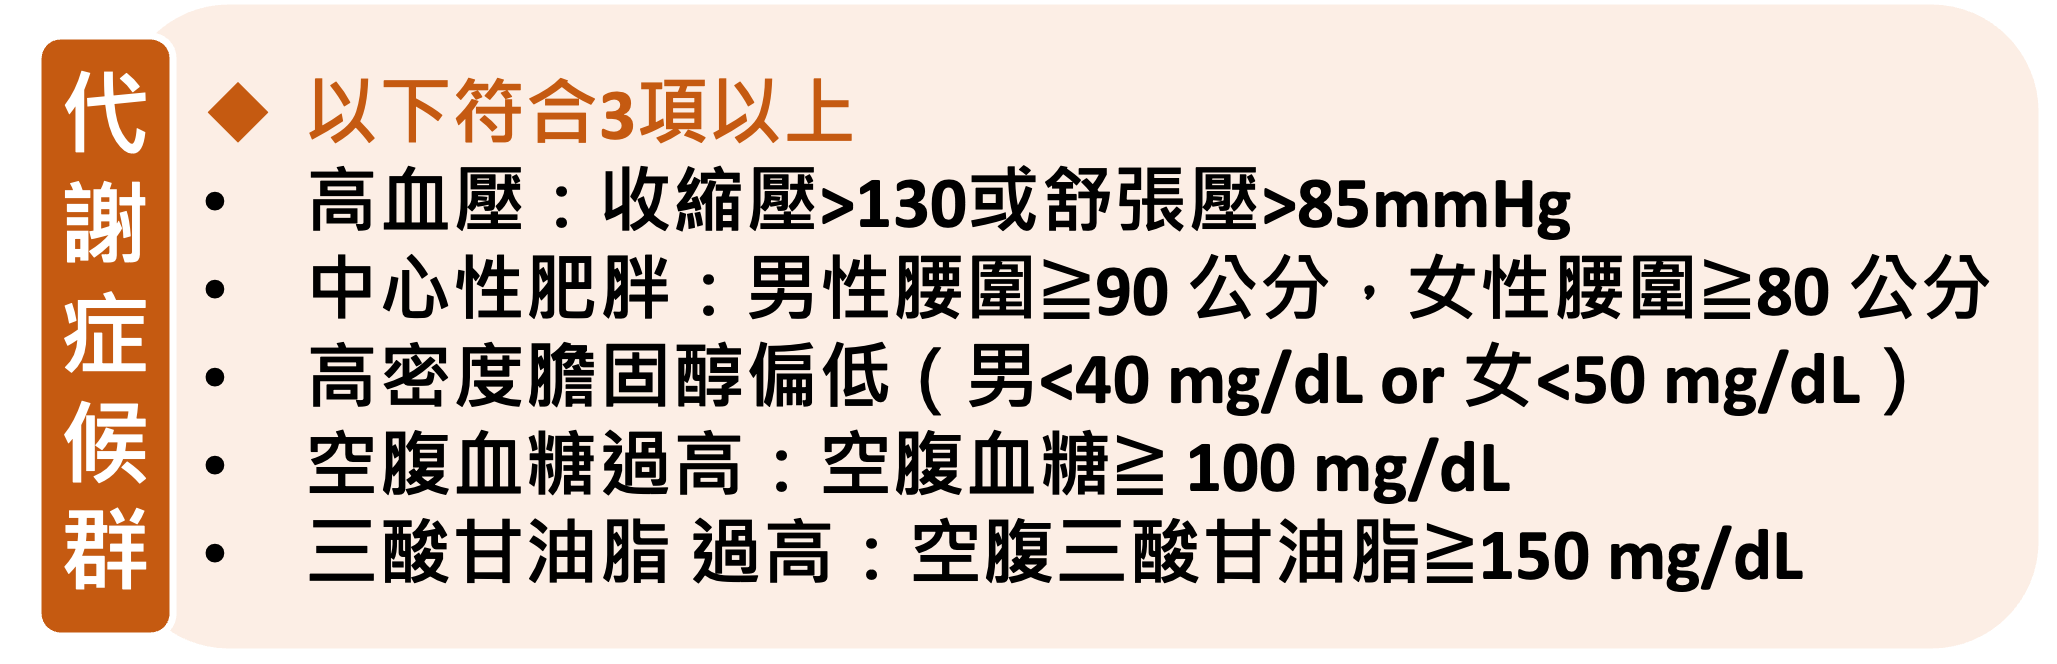 代謝症候群
◆ 以下符合3項以上
• 高血壓：收縮壓>130或舒張壓>85mmHg
• 中心性肥胖：男性腰圍≧90 公分，女性腰圍≧80 公分
• 高密度膽固醇偏低（男<40 mg/dL or 女<50 mg/dL）
• 空腹血糖過高：空腹血糖≧ 100 mg/dL
• 三酸甘油脂 過高：空腹三酸甘油脂≧150 mg/dL